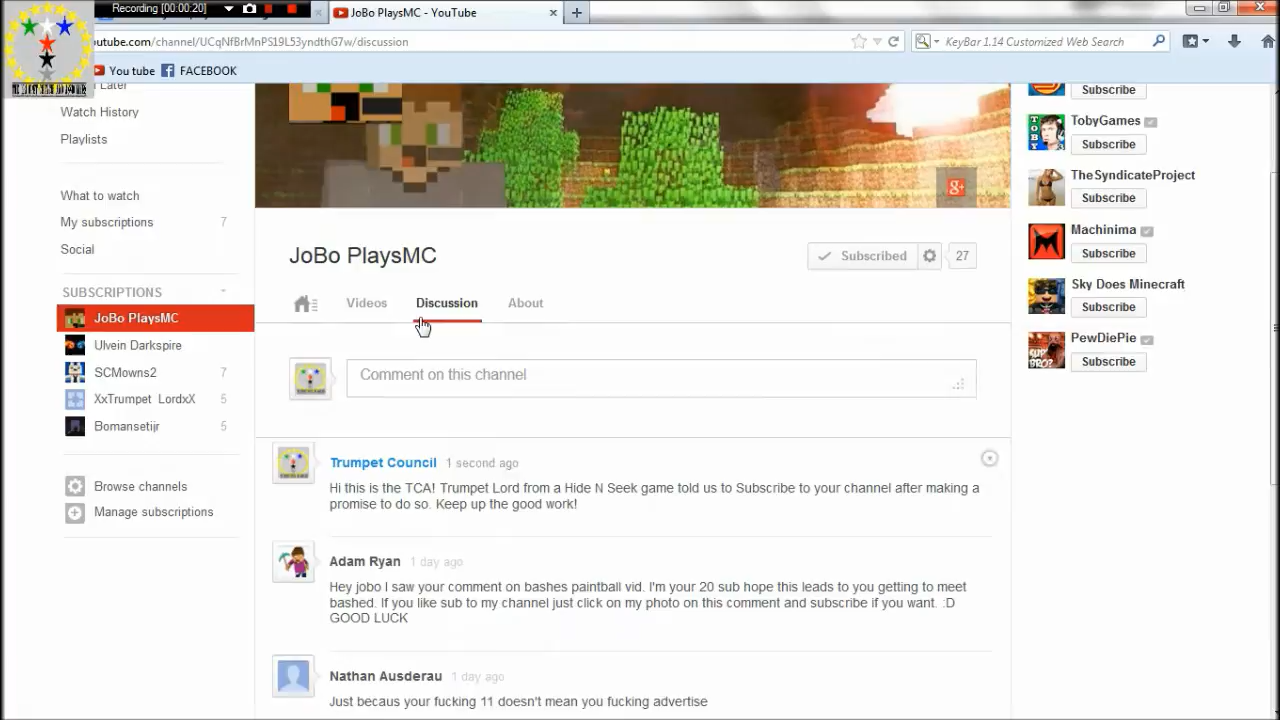 Recording [00:00.20]
JoBo PlaysMC - YouTube
utube.com/channel/UCqNfBrMnPS19L53yndthG7w/discussion
KeyBar 1.14 Customized Web Search
You tube
FACEBOOK
Later
Watch History
Playlists
What to watch
My subscriptions 7
Social
SUBSCRIPTIONS
JoBo PlaysMC
Ulvein Darkspire
SCMowns2 7
XxTrumpet LordxX 5
Bomansetijr 5
Browse channels
Manage subscriptions
g+
JoBo PlaysMC
Subscribed 27
Videos
Discussion
About
Comment on this channel
Trumpet Council 1 second ago
Hi this is the TCA! Trumpet Lord from a Hide N Seek game told us to Subscribe to your channel after making a
promise to do so. Keep up the good work!
Adam Ryan 1 day ago
Hey jobo I saw your comment on bashes paintball vid. I'm your 20 sub hope this leads to you getting to meet
bashed. If you like sub to my channel just click on my photo on this comment and subscribe if you want. :D
GOOD LUCK
Nathan Ausderau 1 day ago
Just becaus your fucking 11 doesn't mean you fucking advertise
Subscribe
TobyGames
TOBY
Subscribe
TheSyndicateProject
Subscribe
Machinima
Subscribe
Sky Does Minecraft
Subscribe
PewDiePie
SUP
BRO?
Subscribe